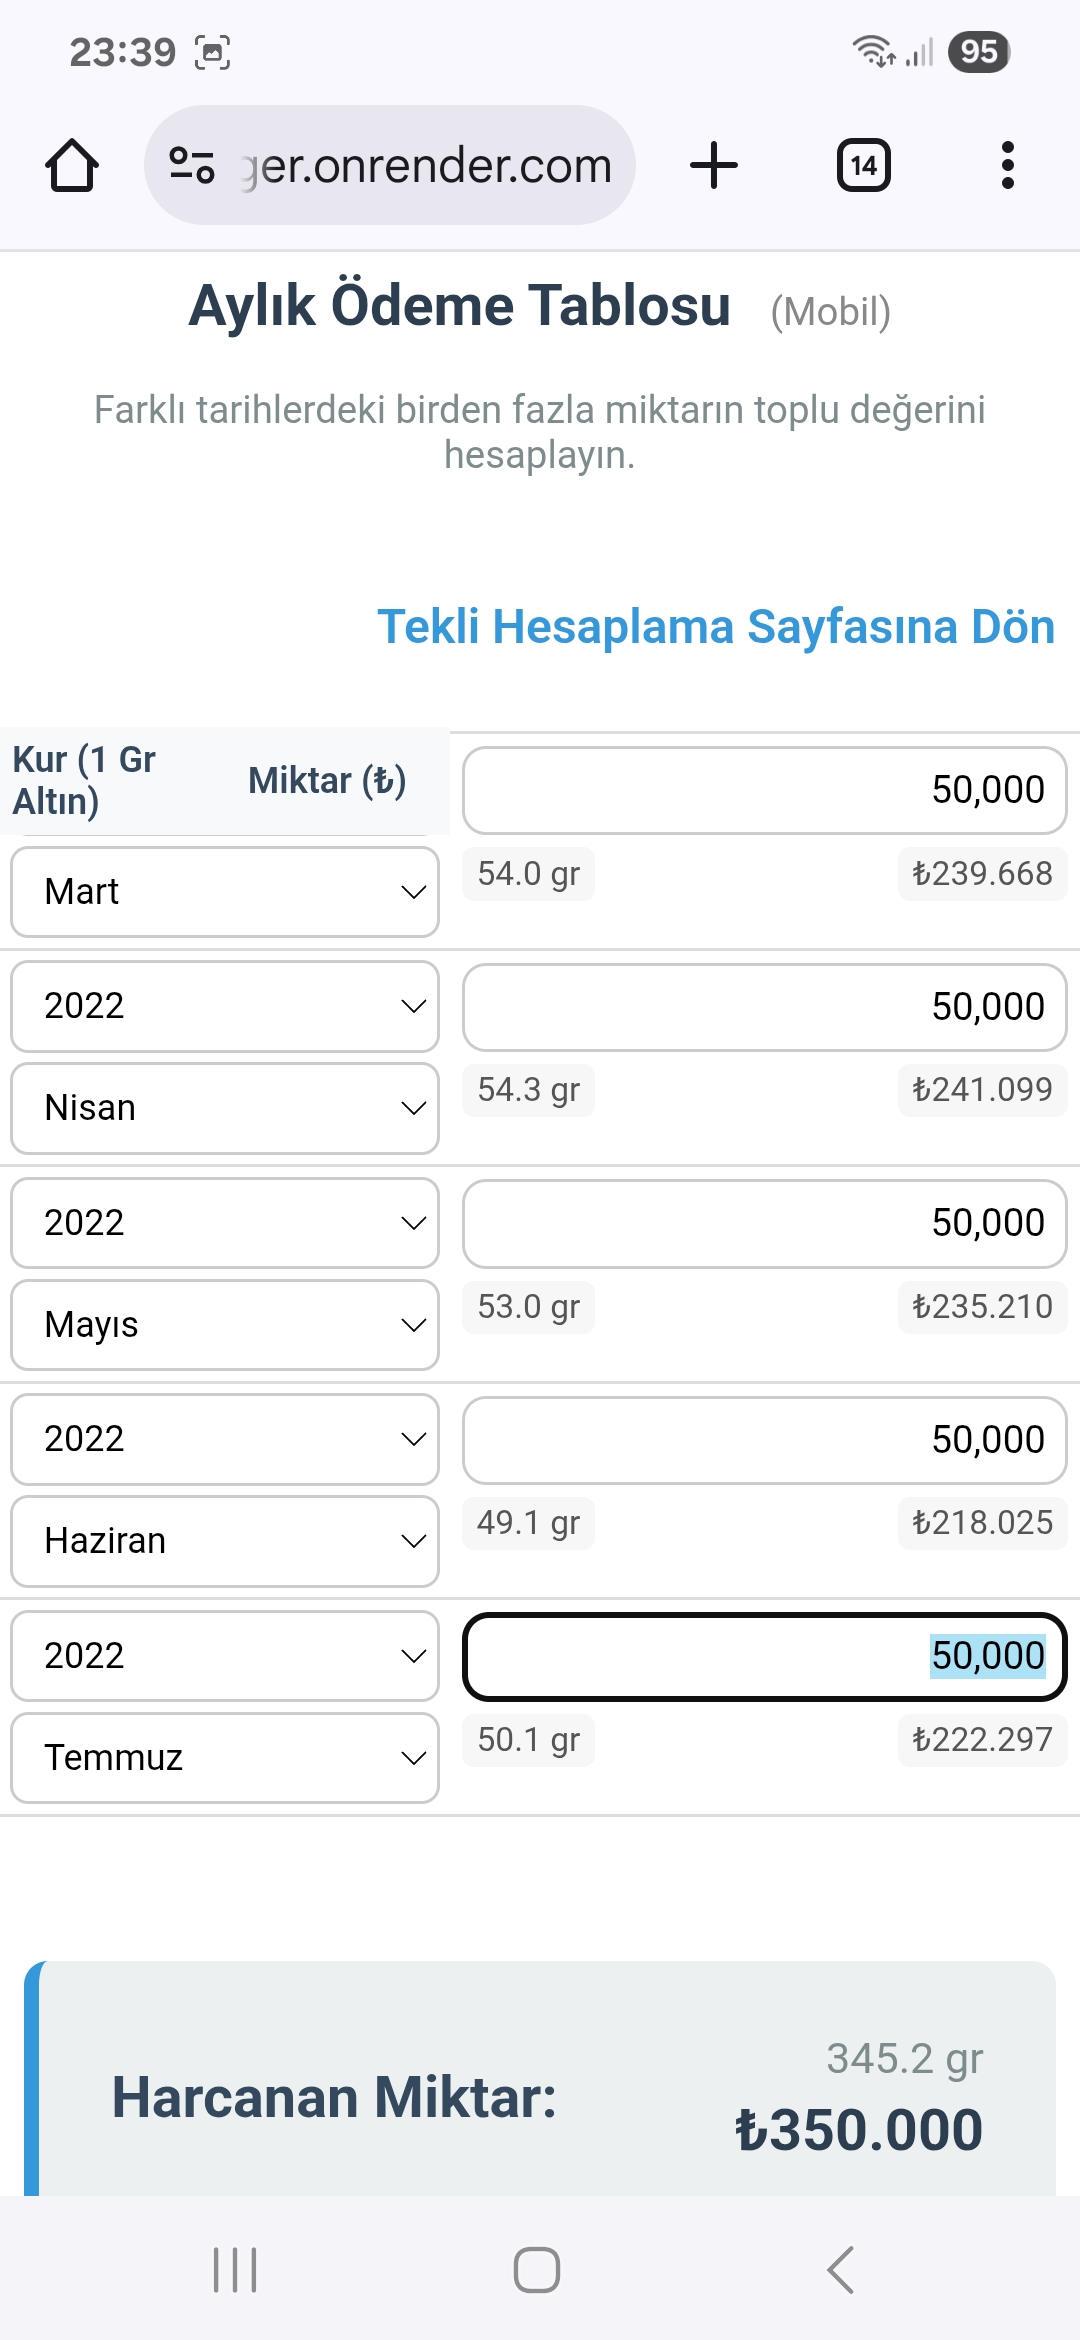 23:39
95
ger.onrender.com
14
Aylık Ödeme Tablosu (Mobil)
Farklı tarihlerdeki birden fazla miktarın toplu değerini
hesaplayın.
Tekli Hesaplama Sayfasına Dön
Kur (1 Gr
Altın)
Miktar (₺)
50,000
Mart
54.0 gr
₺239.668
2022
50,000
Nisan
54.3 gr
₺241.099
2022
50,000
Mayıs
53.0 gr
₺235.210
2022
50,000
Haziran
49.1 gr
₺218.025
2022
50,000
Temmuz
50.1 gr
₺222.297
345.2 gr
Harcanan Miktar:
₺350.000